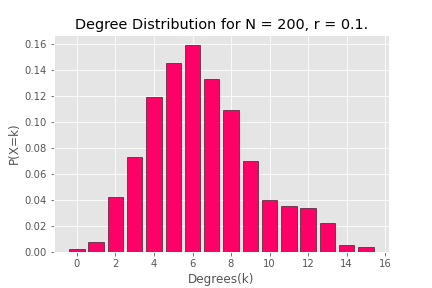 Degree Distribution for N = 200, r = 0.1.
0.16
0.14
0.12
0.10
0.08
0.06
0.04
0.02
0.00
P(X=k)
0 2 4 6 8 10 12 14 16
Degrees(k)